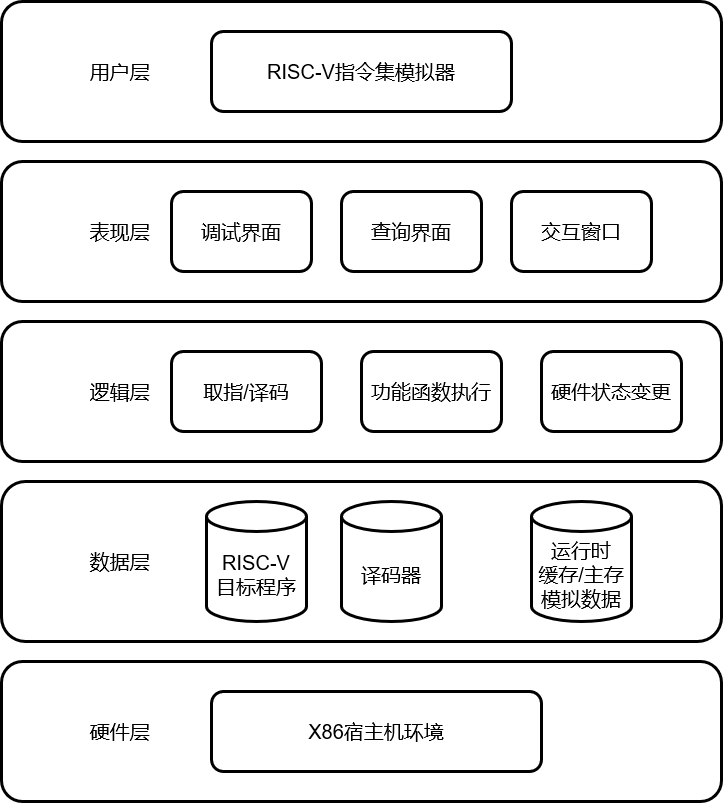 用户层
RISC-V指令集模拟器
表现层
调试界面
查询界面
交互窗口
逻辑层
取指/译码
功能函数执行
硬件状态变更
数据层
RISC-V
目标程序
译码器
运行时
缓存/主存
模拟数据
硬件层
X86宿主机环境